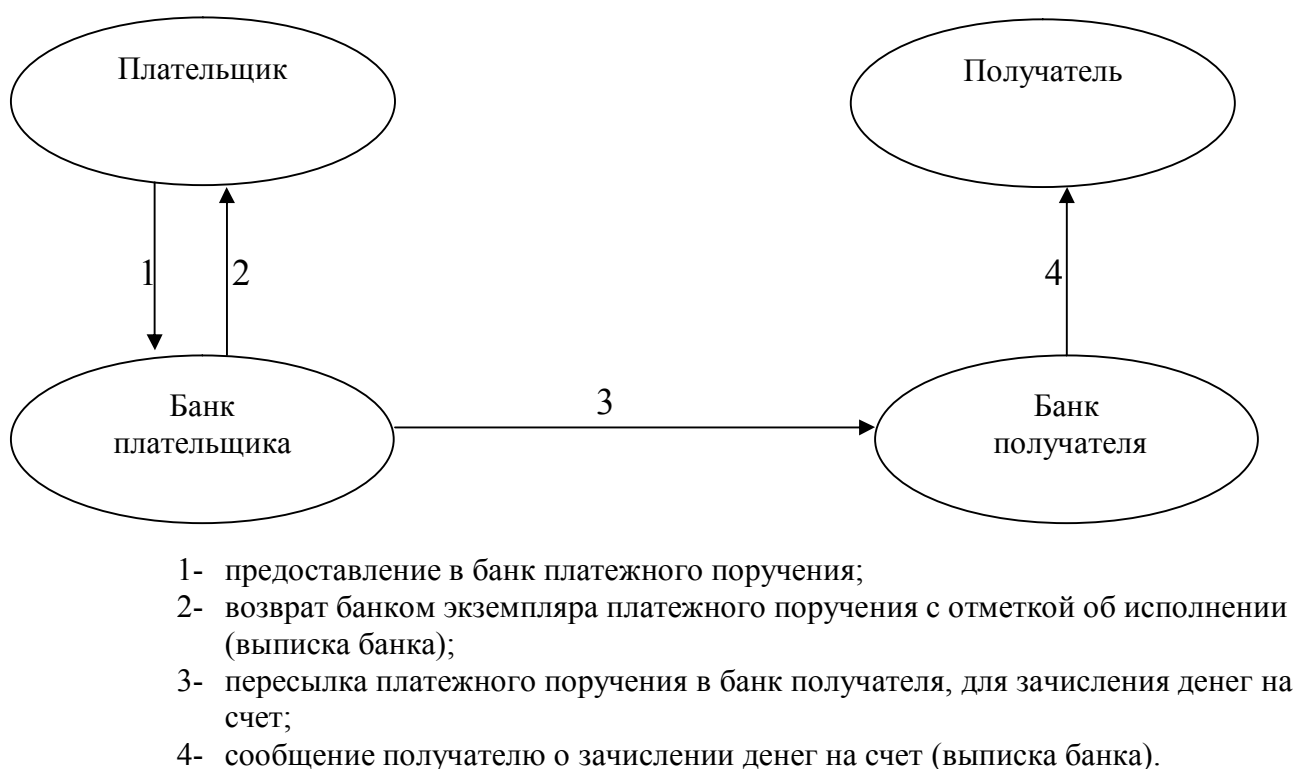 Плательщик
Получатель
1
2
4
Банк
плательщика
3
Банк
получателя
1- предоставление в банк платежного поручения;
2- возврат банком экземпляра платежного поручения с отметкой об исполнении
(выписка банка);
3- пересылка платежного поручения в банк получателя, для зачисления денег на
счет;
4- сообщение получателю о зачислении денег на счет (выписка банка).